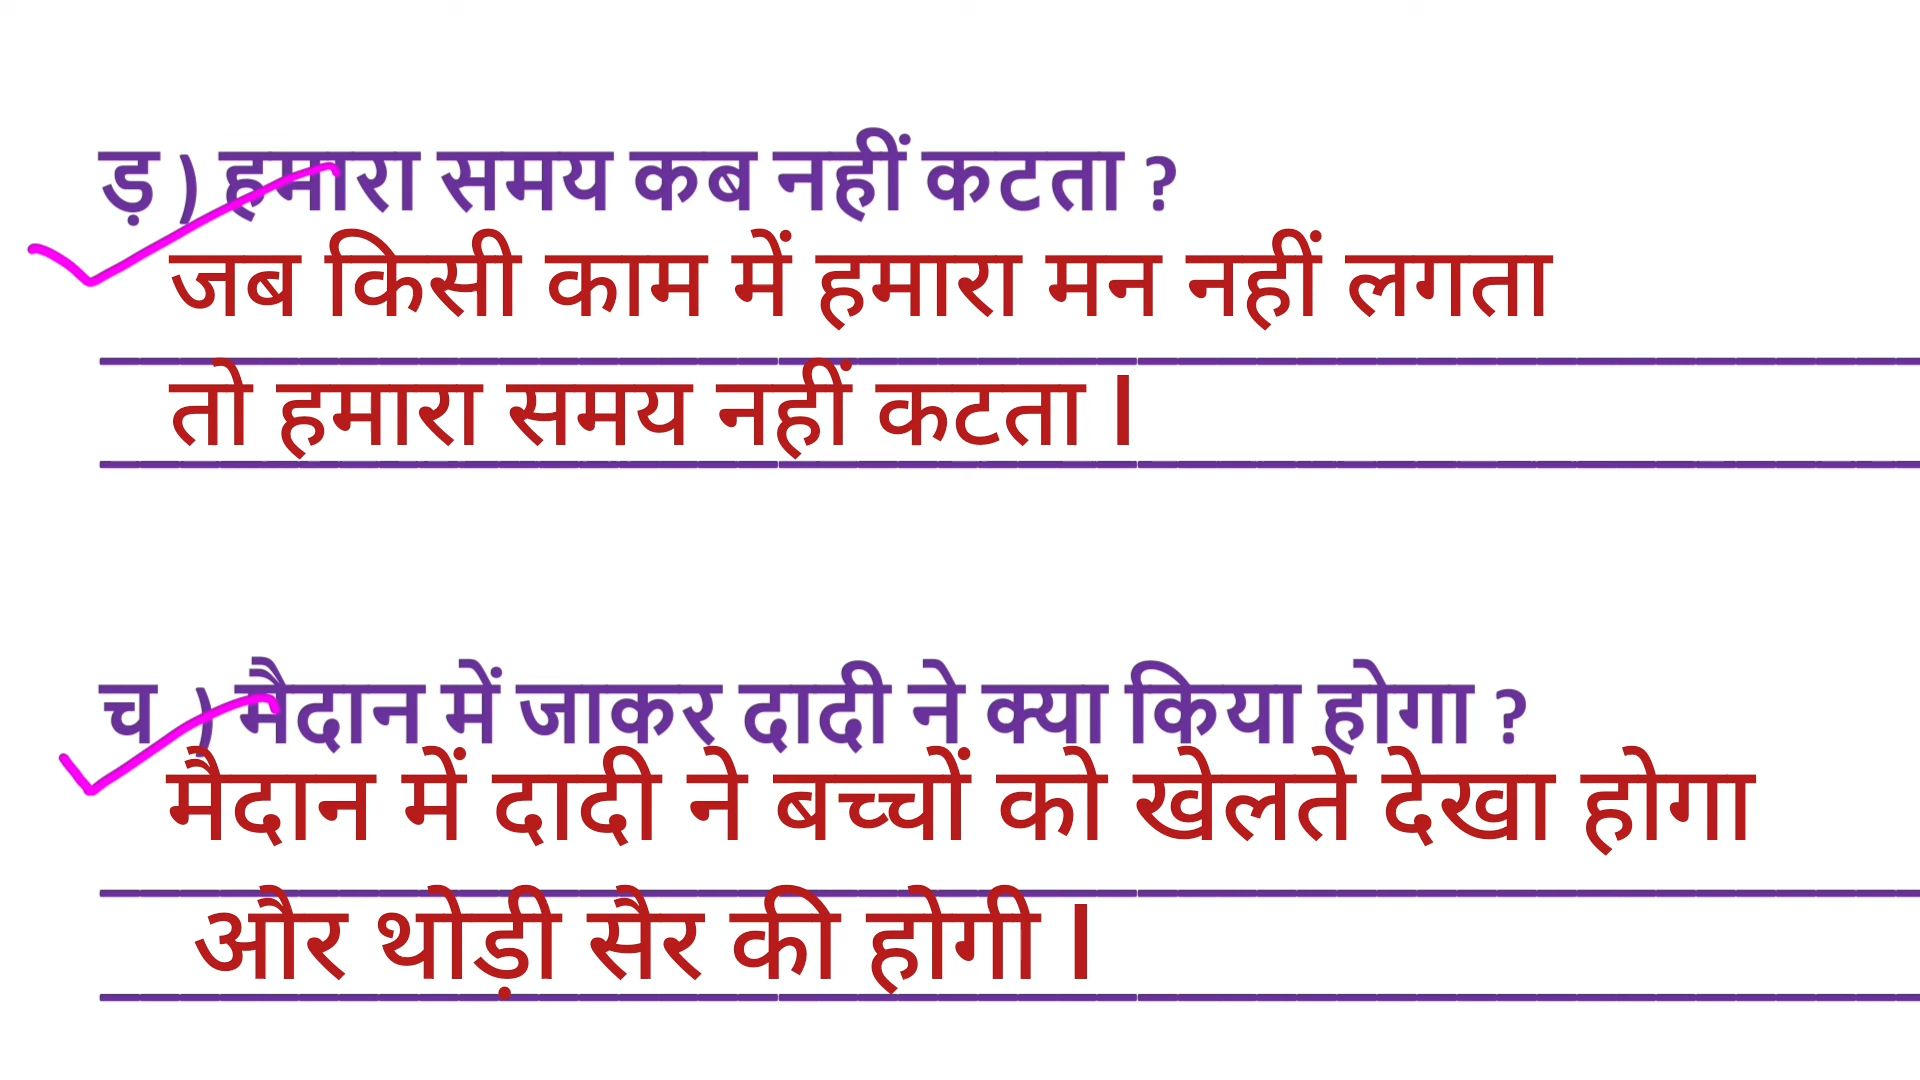 ड़ ) हमारा समय कब नहीं कटता ?
जब किसी काम में हमारा मन नहीं लगता
तो हमारा समय नहीं कटता l
च ) मैदान में जाकर दादी ने क्या किया होगा ?
मैदान में दादी ने बच्चों को खेलते देखा होगा
और थोड़ी सैर की होगी l